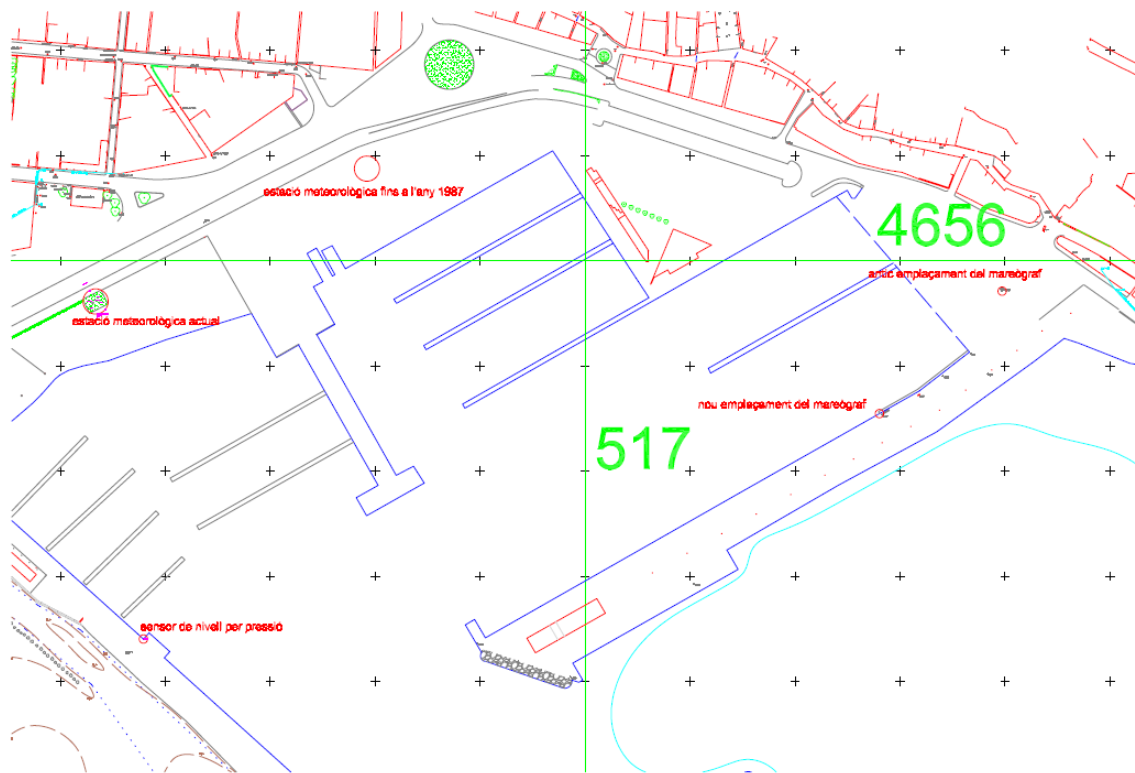 estació meteorològica fins a l'any 1987
4656
antic emplaçament del mareògraf
estació meteorològica actual
nou emplaçament del mareògraf
517
sensor de nivell per pressió